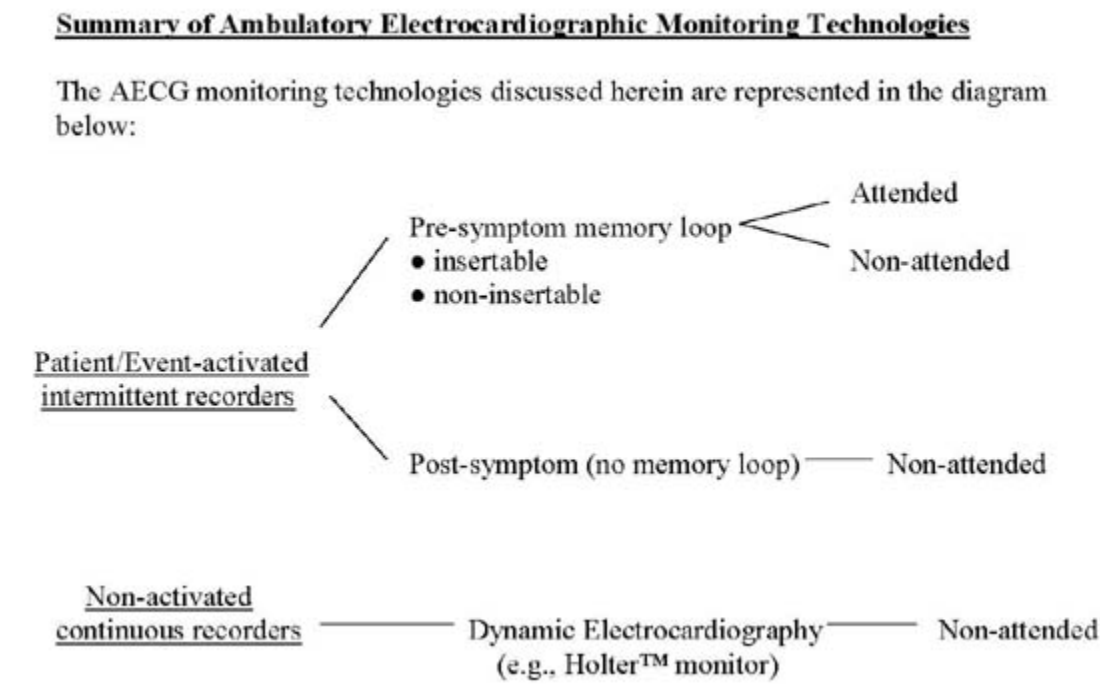 Summary of Ambulatory Electrocardiographic Monitoring Technologies
The AECG monitoring technologies discussed herein are represented in the diagram
below:
Attended
Pre-symptom memory loop
● insertable
Non-attended
● non-insertable
Patient/Event-activated
intermittent recorders
Post-symptom (no memory loop)
Non-attended
Non-activated
continuous recorders
Dynamic Electrocardiography
(e.g., Holter™ monitor)
Non-attended